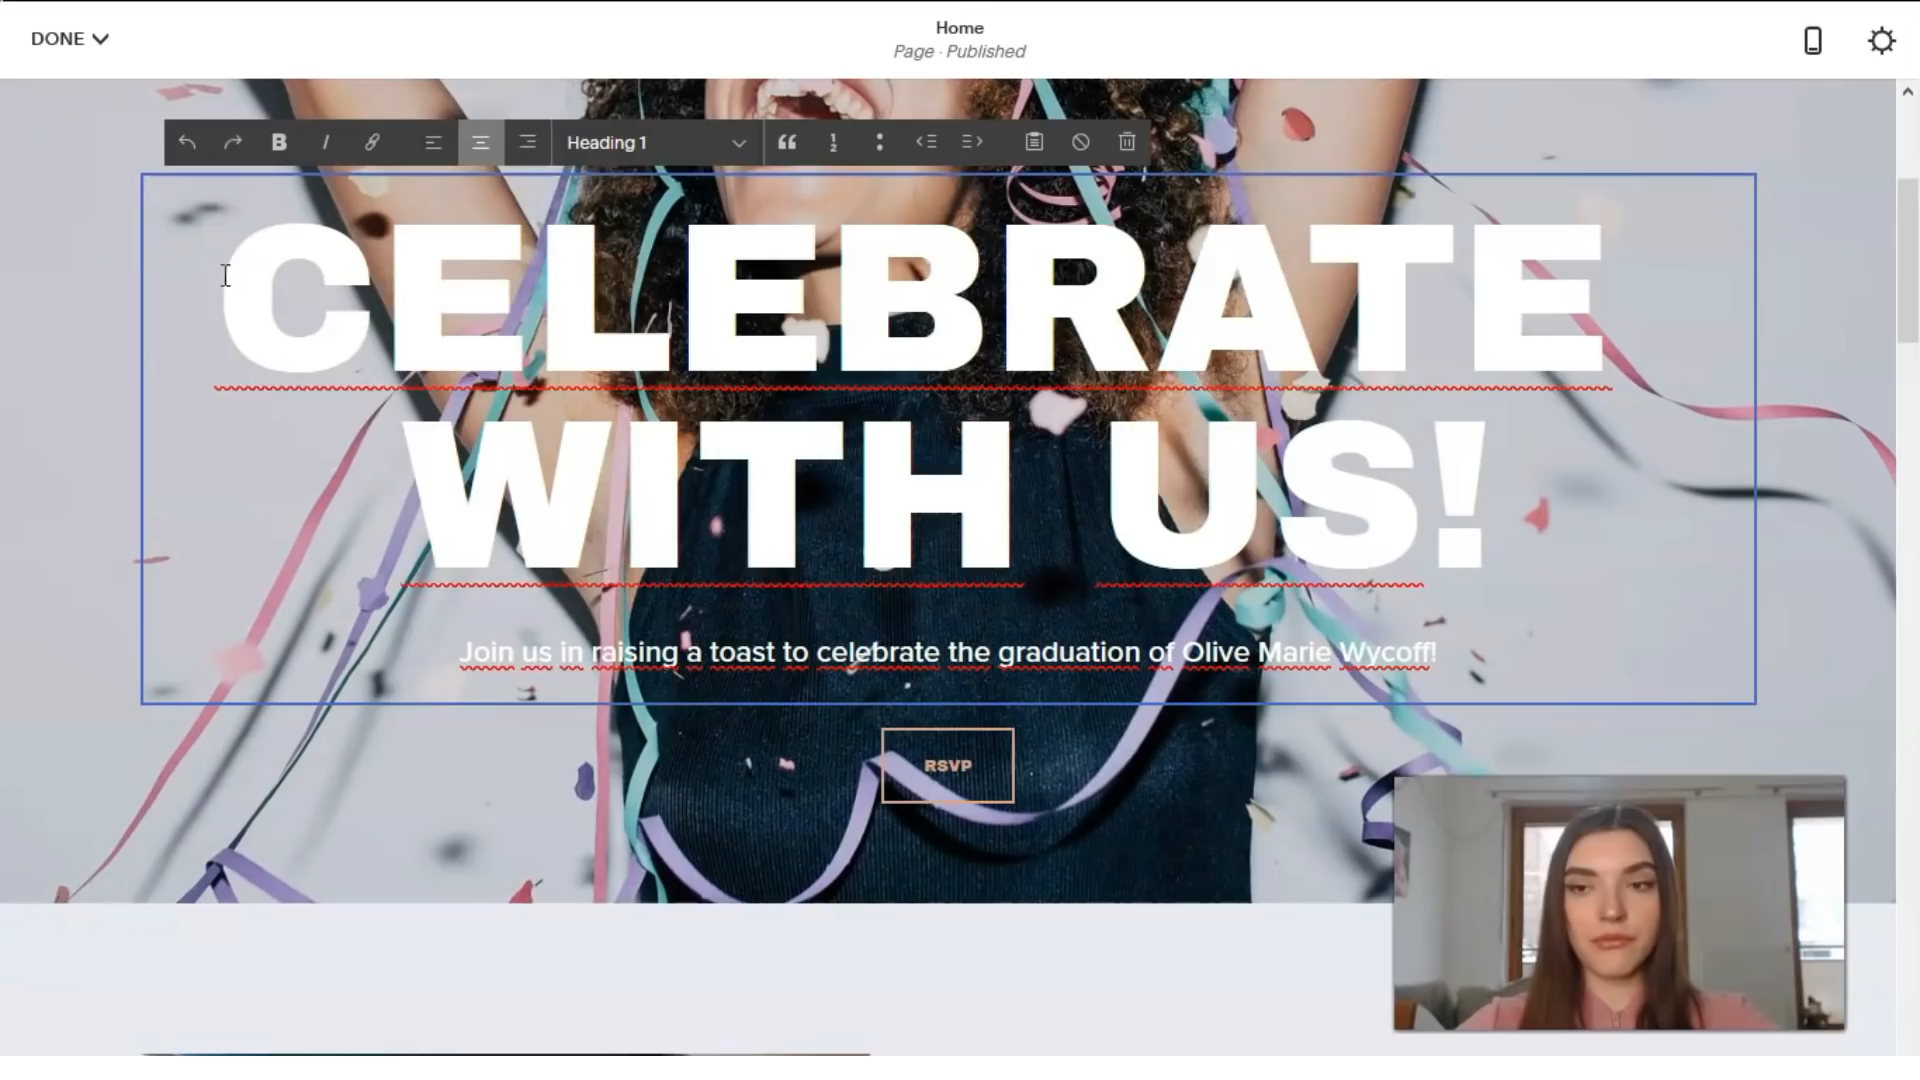 DONE
Home
Page · Published
B I
Heading 1
CELEBRATE
WITH US!
Join us in raising a toast to celebrate the graduation of Olive Marie Wycoff!
RSVP